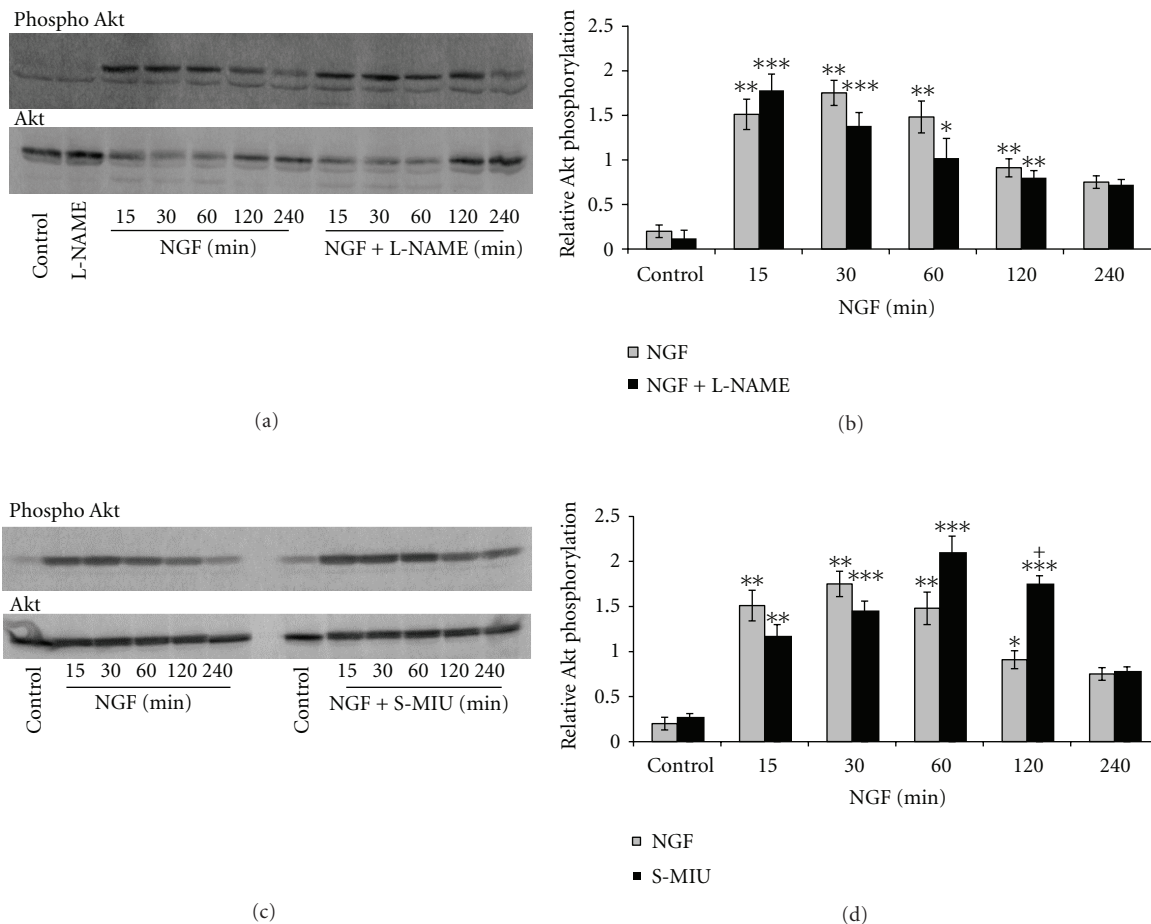 Phospho Akt
Akt
Control
L-NAME
15 30 60 120 240
NGF (min)
15 30 60 120 240
NGF + L-NAME (min)
(a)
Relative Akt phosphorylation
2.5
2
1.5
1
0.5
0
** *** ** *** ** * ** **
Control 15 30 60 120 240
NGF (min)
NGF
NGF + L-NAME
(b)
Phospho Akt
Akt
Control
15 30 60 120 240
NGF (min)
Control
15 30 60 120 240
NGF + S-MIU (min)
(c)
Relative Akt phosphorylation
2.5
2
1.5
1
0.5
0
** ** ** *** ** *** * + ***
Control 15 30 60 120 240
NGF (min)
NGF
S-MIU
(d)